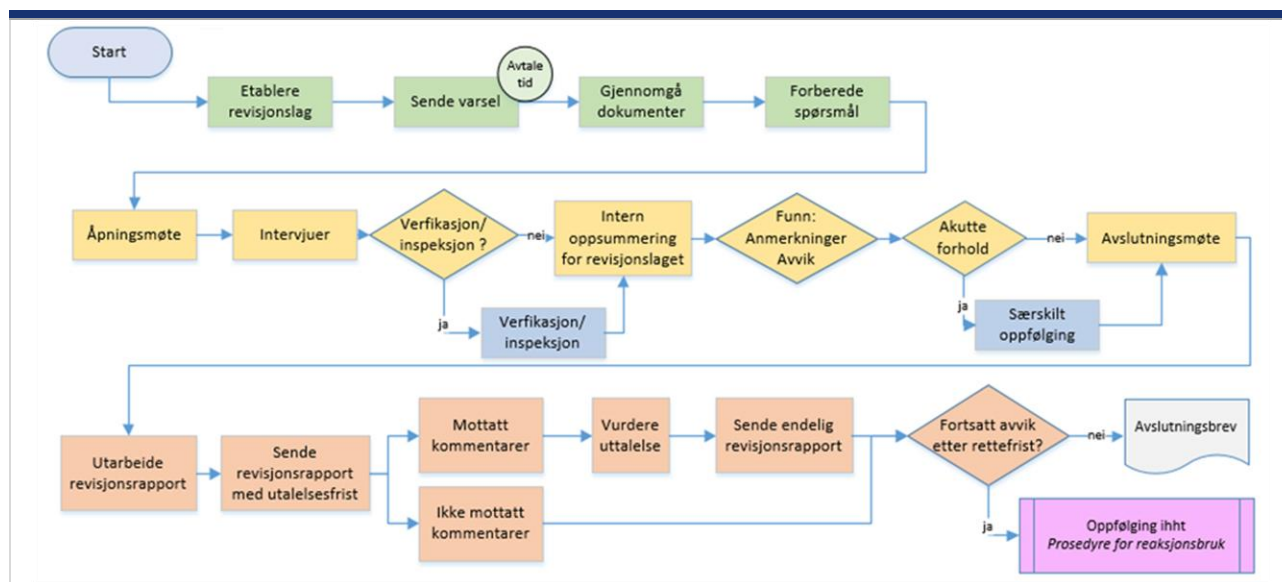 Start
Etablere
revisjonslag
Sende varsel
Avtale
tid
Gjennomgå
dokumenter
Forberede
spørsmål
Åpningsmøte
Intervjuer
Verfikasjon/
inspeksjon ?
nei
ja
Verfikasjon/
inspeksjon
Intern
oppsummering
for revisjonslaget
Funn:
Anmerkninger
Avvik
Akutte
forhold
nei
ja
Særskilt
oppfølging
Avslutningsmøte
Utarbeide
revisjonsrapport
Sende
revisjonsrapport
med utalelsesfrist
Mottatt
kommentarer
Vurdere
uttalelse
Sende endelig
revisjonsrapport
Ikke mottatt
kommentarer
Fortsatt avvik
etter rettefrist?
nei
Avslutningsbrev
ja
Oppfølging ihht
Prosedyre for reaksjonsbruk